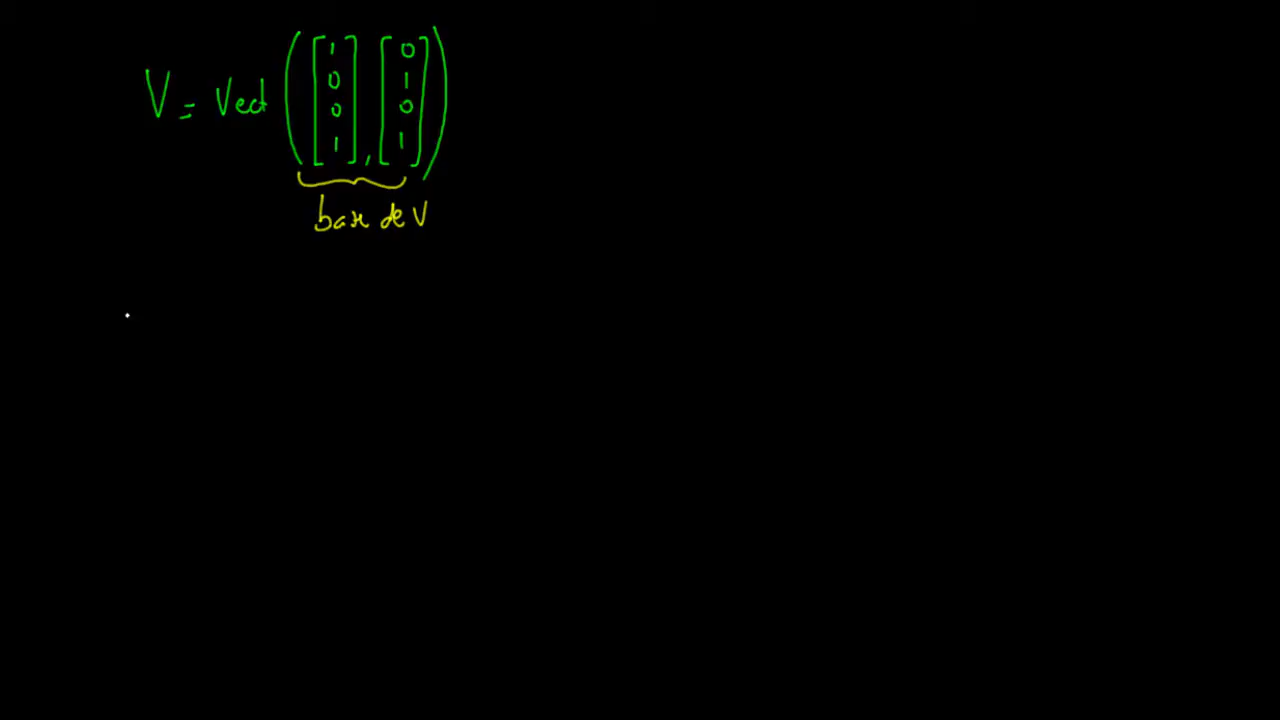 V = Vect ( [ 1 0 0 1 ] , [ 0 1 0 1 ] )
base de V